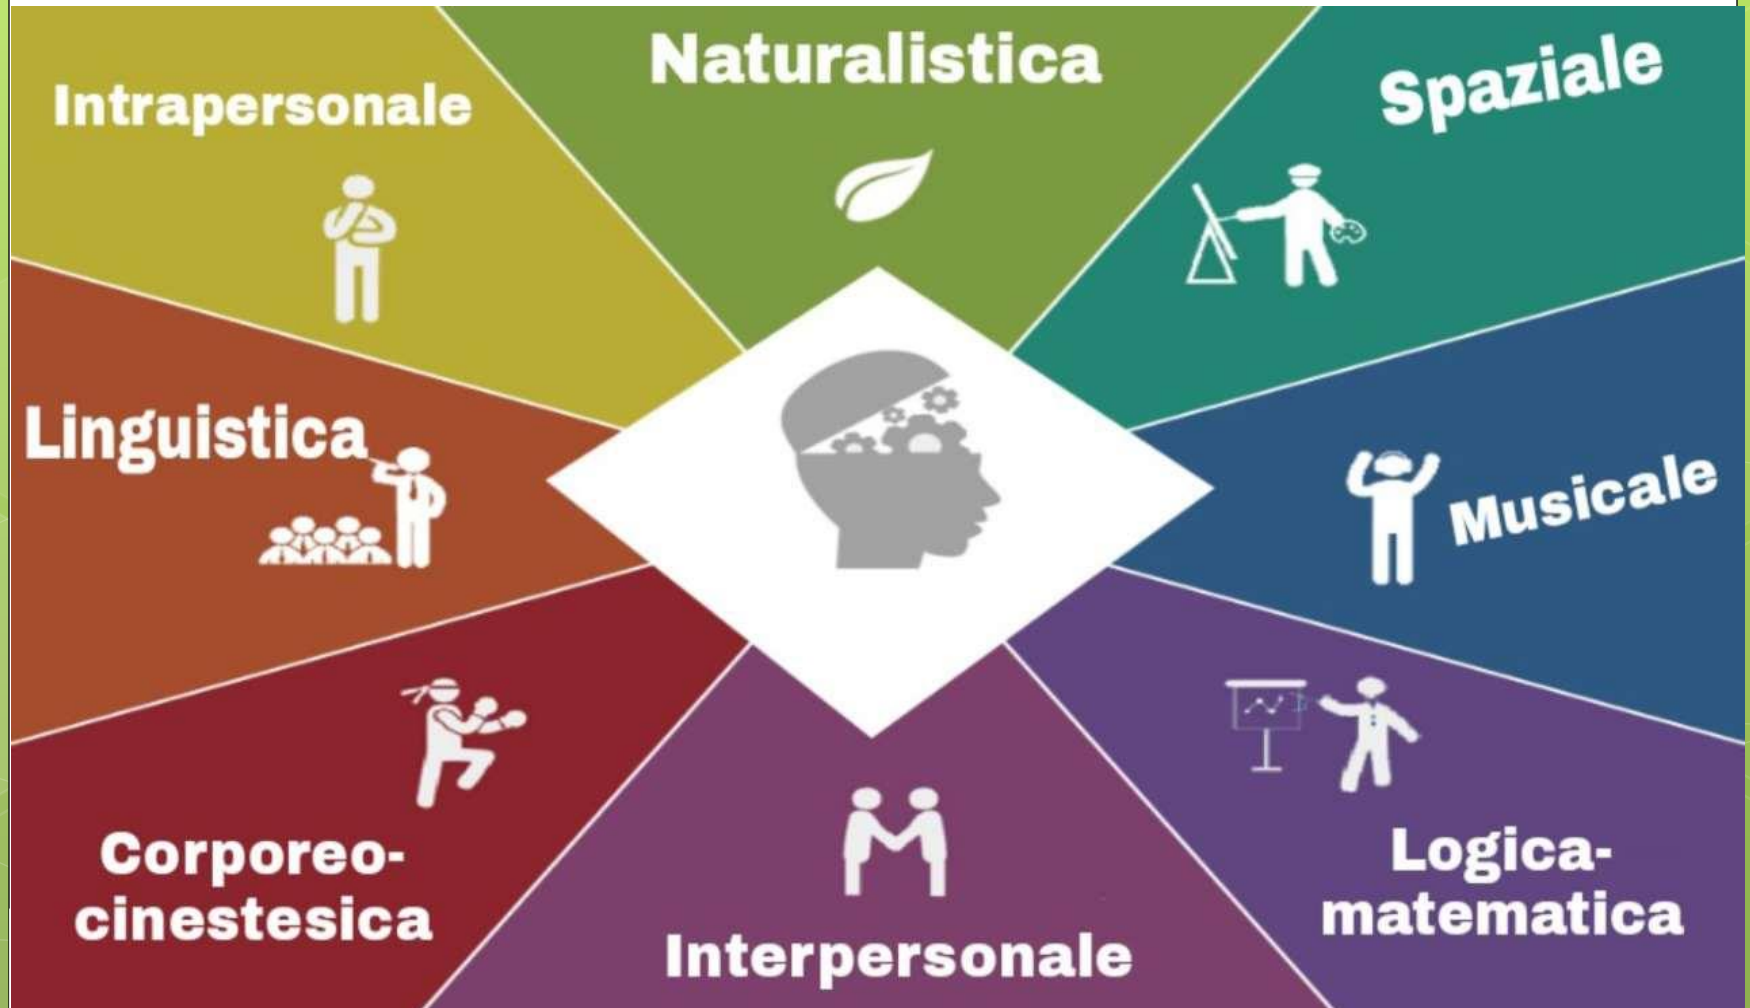 Naturalistica
Spaziale
Intrapersonale
Linguistica
Musicale
Corporeo-
cinestesica
Logica-
matematica
Interpersonale